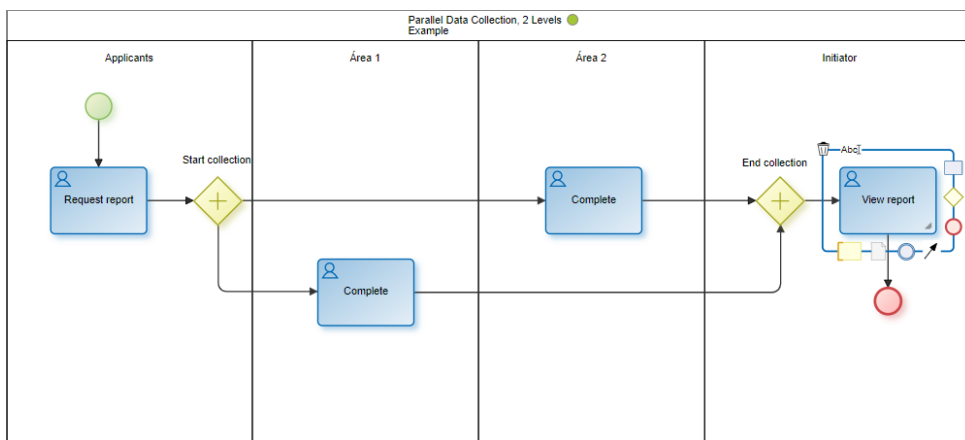 Parallel Data Collection, 2 Levels
Example
Applicants
Área 1
Área 2
Initiator
Start collection
End collection
Abc
Request report
Complete
View report
Complete